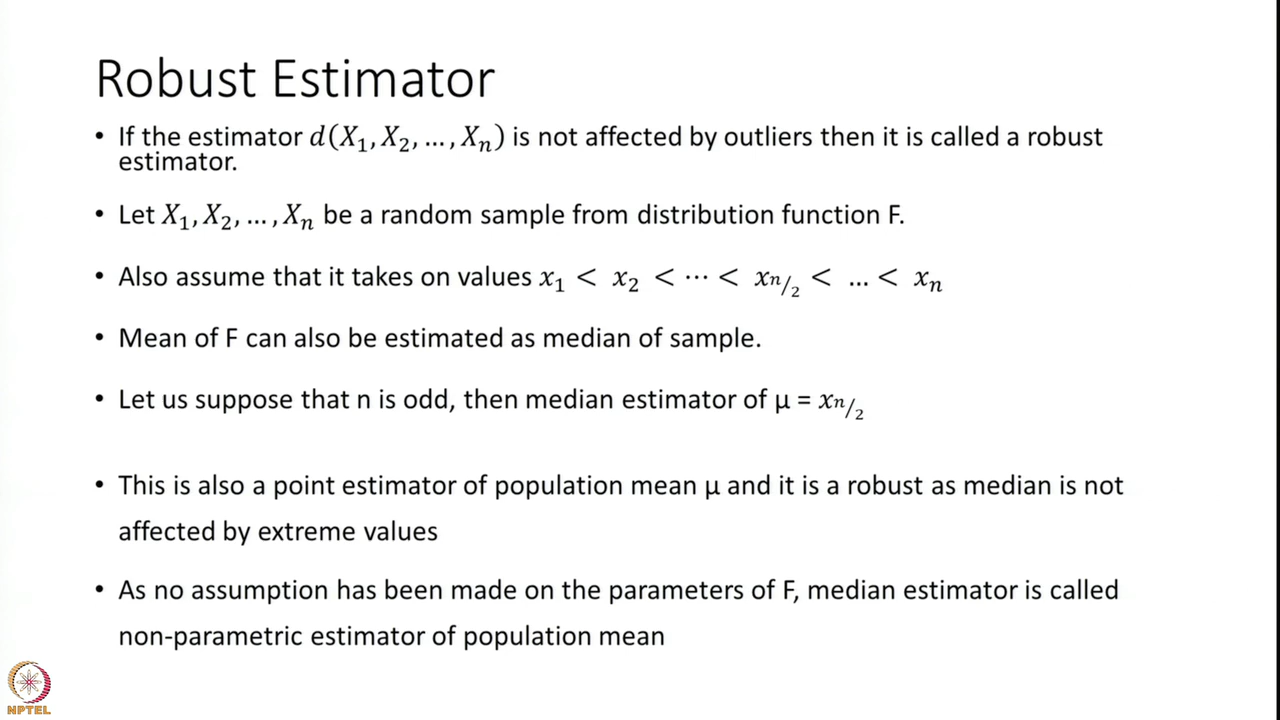 Robust Estimator
• If the estimator d(X₁, X₂, … , Xₙ) is not affected by outliers then it is called a robust
estimator.
• Let X₁, X₂, … , Xₙ be a random sample from distribution function F.
• Also assume that it takes on values x₁ < x₂ < ⋯ < x_{n/2} < … < xₙ
• Mean of F can also be estimated as median of sample.
• Let us suppose that n is odd, then median estimator of µ = x_{n/2}
• This is also a point estimator of population mean µ and it is a robust as median is not
affected by extreme values
• As no assumption has been made on the parameters of F, median estimator is called
non-parametric estimator of population mean
NPTEL